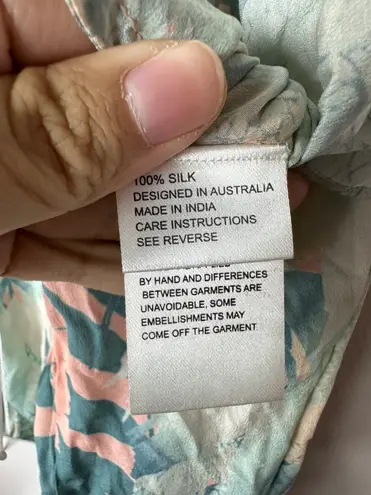 100% SILK
DESIGNED IN AUSTRALIA
MADE IN INDIA
CARE INSTRUCTIONS
SEE REVERSE
BY HAND AND DIFFERENCES
BETWEEN GARMENTS ARE
UNAVOIDABLE, SOME
EMBELLISHMENTS MAY
COME OFF THE GARMENT